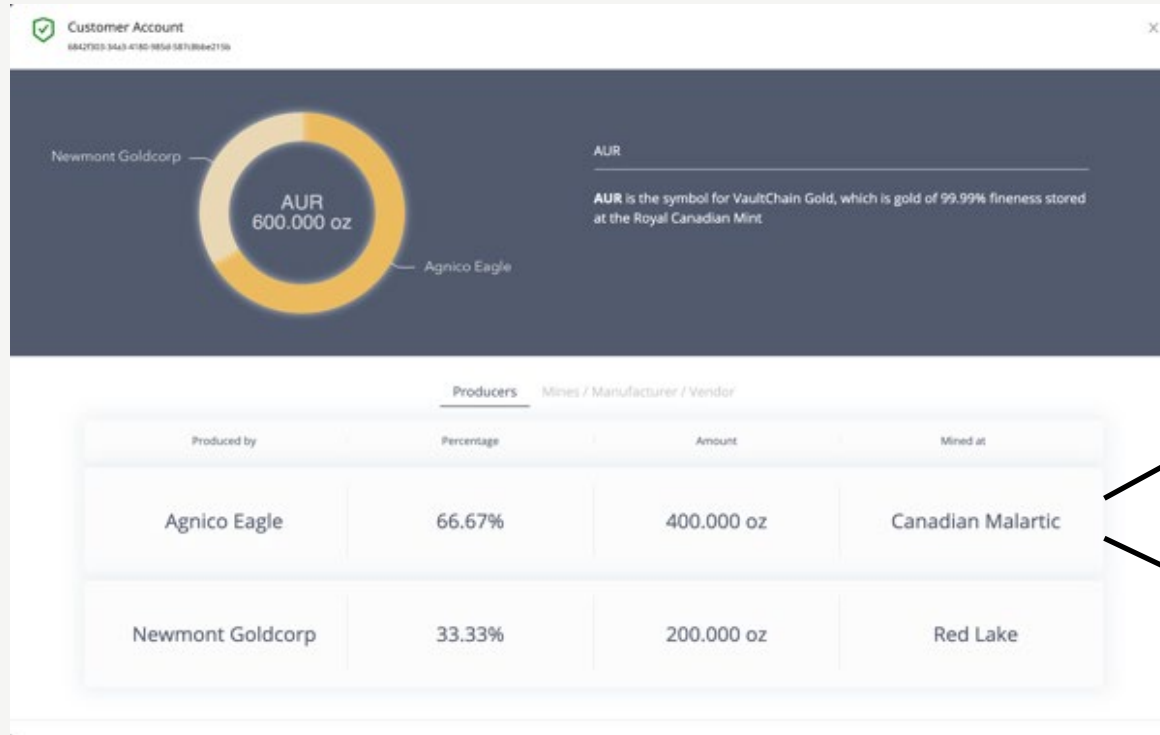 Customer Account
Newmont Goldcorp
AUR
600.000 oz
Agnico Eagle
AUR
AUR is the symbol for VaultChain Gold, which is gold of 99.99% fineness stored
at the Royal Canadian Mint
Producers Mines / Manufacturer / Vendor
Produced by Percentage Amount Mined at
Agnico Eagle 66.67% 400.000 oz Canadian Malartic
Newmont Goldcorp 33.33% 200.000 oz Red Lake